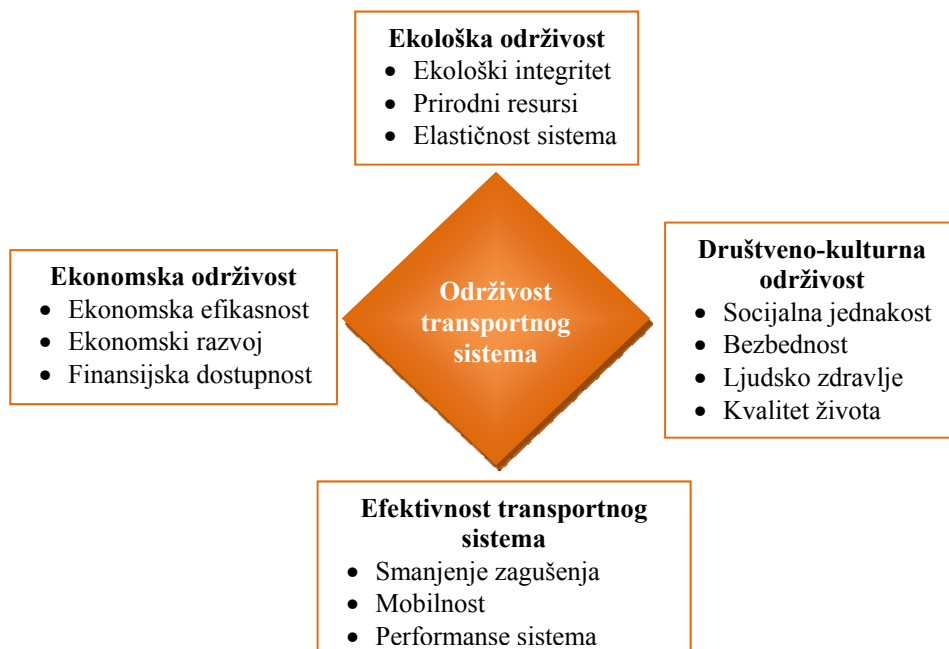 Ekološka održivost
• Ekološki integritet
• Prirodni resursi
• Elastičnost sistema
Ekonomska održivost
• Ekonomska efikasnost
• Ekonomski razvoj
• Finansijska dostupnost
Održivost
transportnog
sistema
Društveno-kulturna
održivost
• Socijalna jednakost
• Bezbednost
• Ljudsko zdravlje
• Kvalitet života
Efektivnost transportnog
sistema
• Smanjenje zagušenja
• Mobilnost
• Performanse sistema